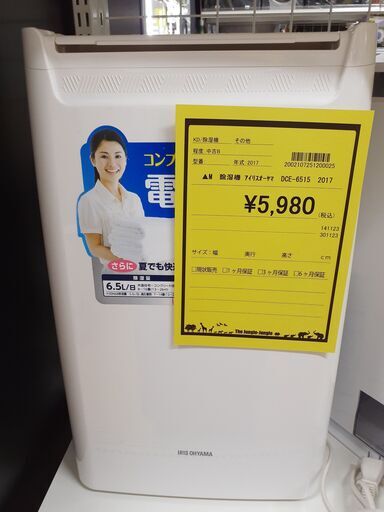 コンプ
電
さらに 夏でも快
除湿量
6.5L/日
KD/除湿機 その他
程度 中古B
型番 年式 2017
2002107251200025
▲M 除湿機 アイリスオーヤマ DCE-6515 2017
¥5,980(税込)
141123
301123
サイズ:幅 奥行 高さ cm
□現状販売 □1ヶ月保証 □3ヶ月保証 □6ヶ月保証
The Jungle-Jungle
IRIS OHYAMA